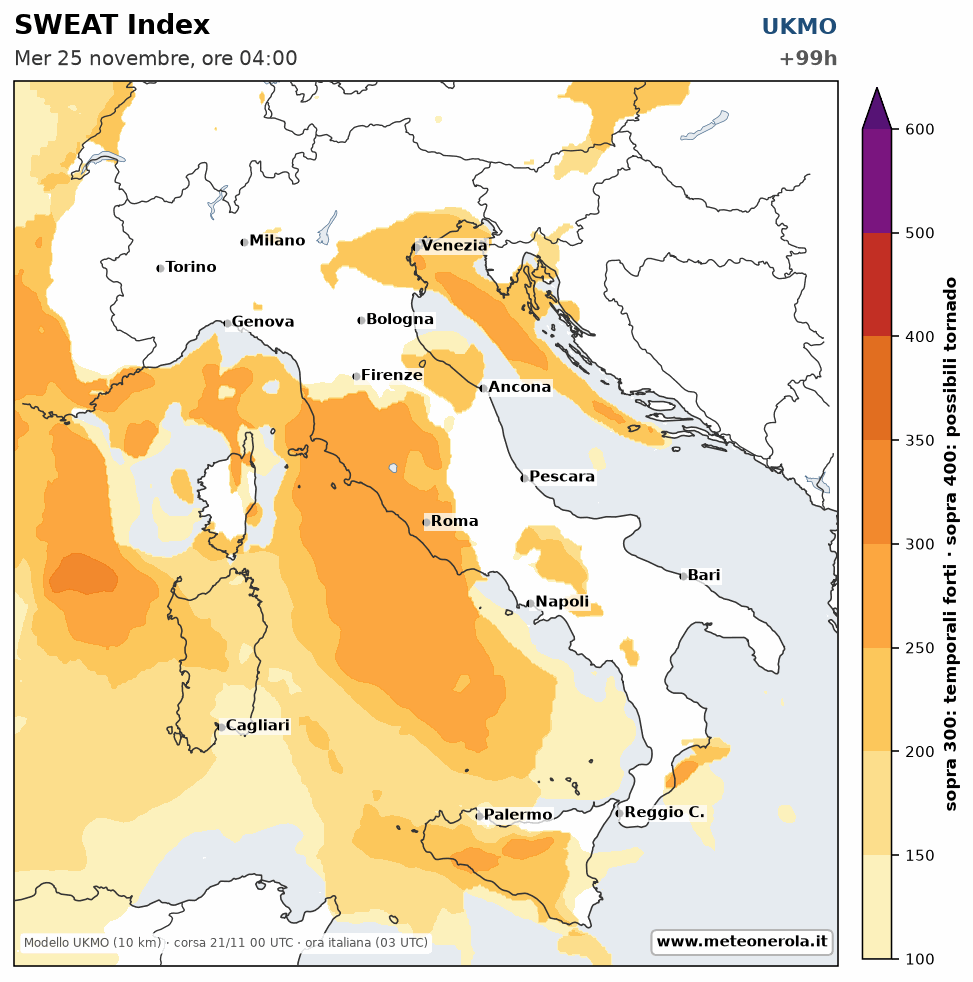 SWEAT Index
UKMO
Mer 25 novembre, ore 04:00
+99h
600
500
400
350
300
250
200
150
100
sopra 300: temporali forti · sopra 400: possibili tornado
Milano
Venezia
Torino
Genova
Bologna
Firenze
Ancona
Pescara
Roma
Bari
Napoli
Cagliari
Palermo
Reggio C.
Modello UKMO (10 km) · corsa 21/11 00 UTC · ora italiana (03 UTC)
www.meteonerola.it